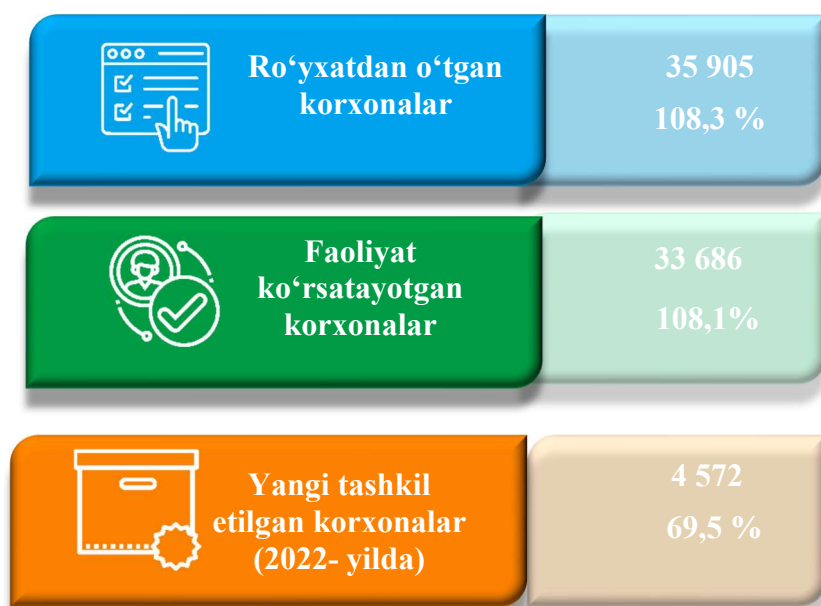 Ro‘yxatdan o‘tgan
korxonalar
35 905
108,3 %
Faoliyat
ko‘rsatayotgan
korxonalar
33 686
108,1%
Yangi tashkil
etilgan korxonalar
(2022- yilda)
4 572
69,5 %